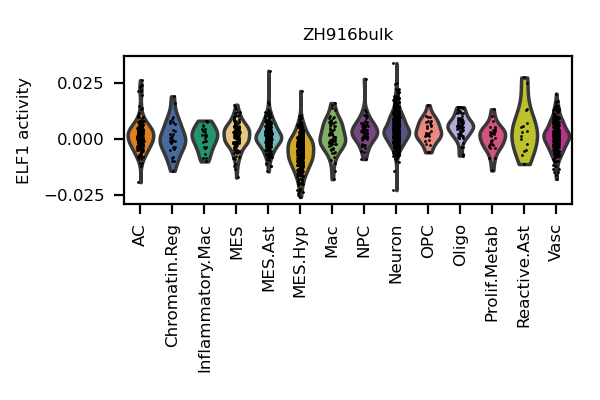 ZH916bulk
ELF1 activity
0.025
0.000
−0.025
AC
Chromatin.Reg
Inflammatory.Mac
MES
MES.Ast
MES.Hyp
Mac
NPC
Neuron
OPC
Oligo
Prolif.Metab
Reactive.Ast
Vasc